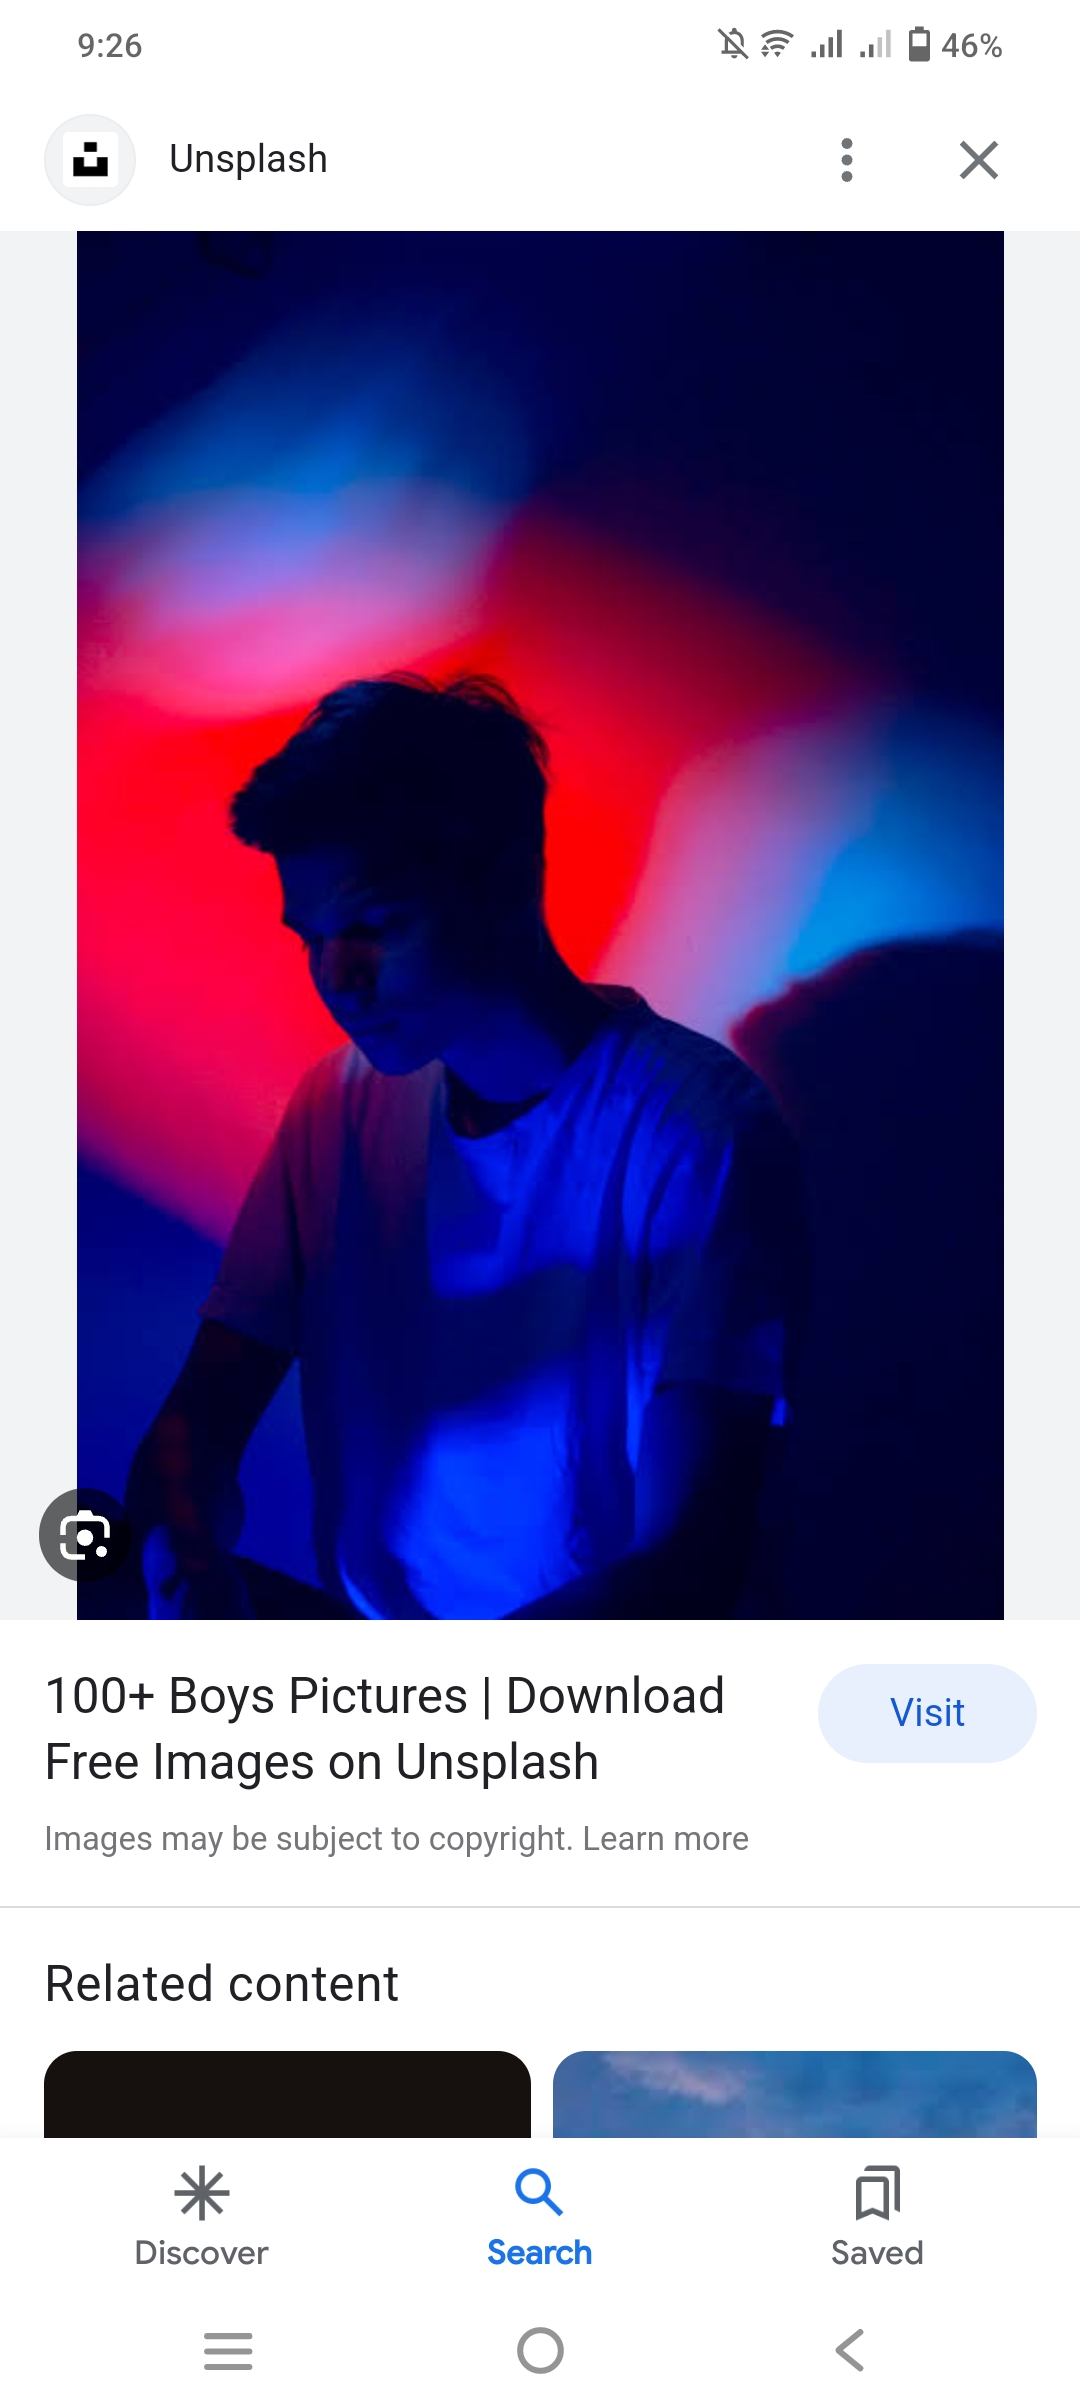 9:26
46%
Unsplash
100+ Boys Pictures | Download
Free Images on Unsplash
Visit
Images may be subject to copyright. Learn more
Related content
Discover
Search
Saved